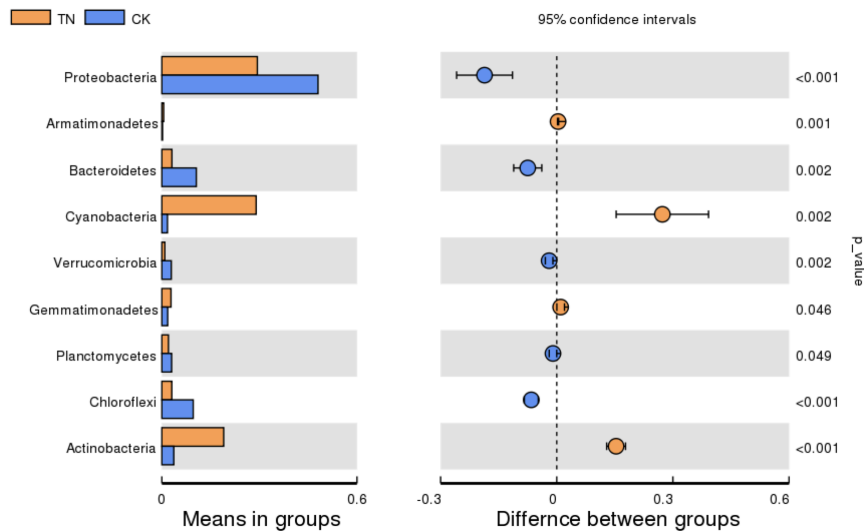 TN CK
95% confidence intervals
Proteobacteria <0.001
Armatimonadetes 0.001
Bacteroidetes 0.002
Cyanobacteria 0.002
Verrucomicrobia 0.002
Gemmatimonadetes 0.046
Planctomycetes 0.049
Chloroflexi <0.001
Actinobacteria <0.001
p_value
0 0.6 -0.3 0 0.3 0.6
Means in groups Differnce between groups